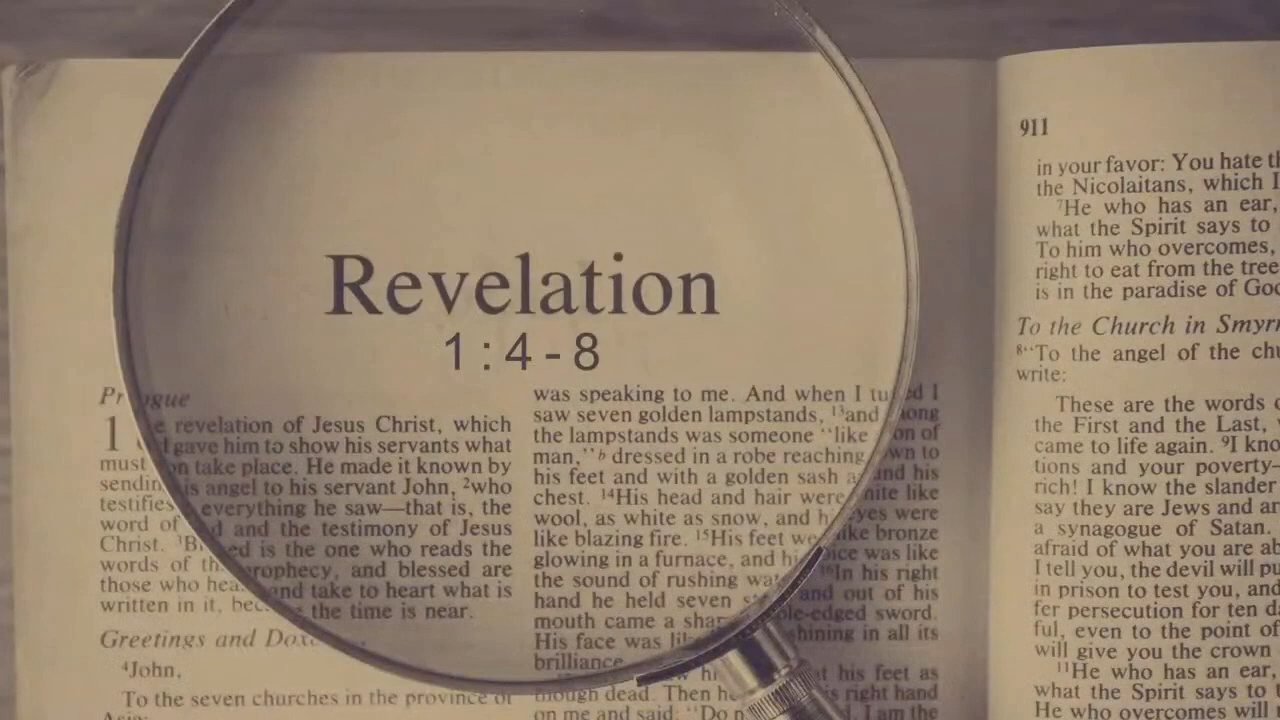 Revelation
1:4-8
Prologue
1 revelation of Jesus Christ, which
gave him to show his servants what
must take place. He made it known by
sending his angel to his servant John, ²who
testifies everything he saw—that is, the
word of and the testimony of Jesus
Christ. ³Blessed is the one who reads the
words of prophecy, and blessed are
those who hear and take to heart what is
written in it, because the time is near.
Greetings and
⁴John,
To the seven churches in the province of
Asia:
was speaking to me. And when I turned I
saw seven golden lampstands, ¹³and among
the lampstands was someone “like son of
man,”ᵇ dressed in a robe reaching down to
his feet and with a golden sash around his
chest. ¹⁴His head and hair were white like
wool, as white as snow, and his eyes were
like blazing fire. ¹⁵His feet were like bronze
glowing in a furnace, and his voice was like
the sound of rushing waters. ¹⁶In his right
hand he held seven and out of his
mouth came a sharp double-edged sword.
His face was like shining in all its
brilliance.
at his feet as
though dead. Then he his right hand
on me and said: “Do I am the
911
in your favor: You hate
the Nicolaitans, which I
⁷He who has an ear,
what the Spirit says to
To him who overcomes,
right to eat from the tree
is in the paradise of God
To the Church in Smyrna
⁸“To the angel of the
write:
These are the words
the First and the Last,
came to life again. ⁹I
tions and your poverty—
rich! I know the slander
say they are Jews and
a synagogue of Satan.
afraid of what you are
I tell you, the devil will
in prison to test you, and
fer persecution for ten
ful, even to the point of
will give you the crown
¹¹He who has an ear,
what the Spirit says
He who overcomes will